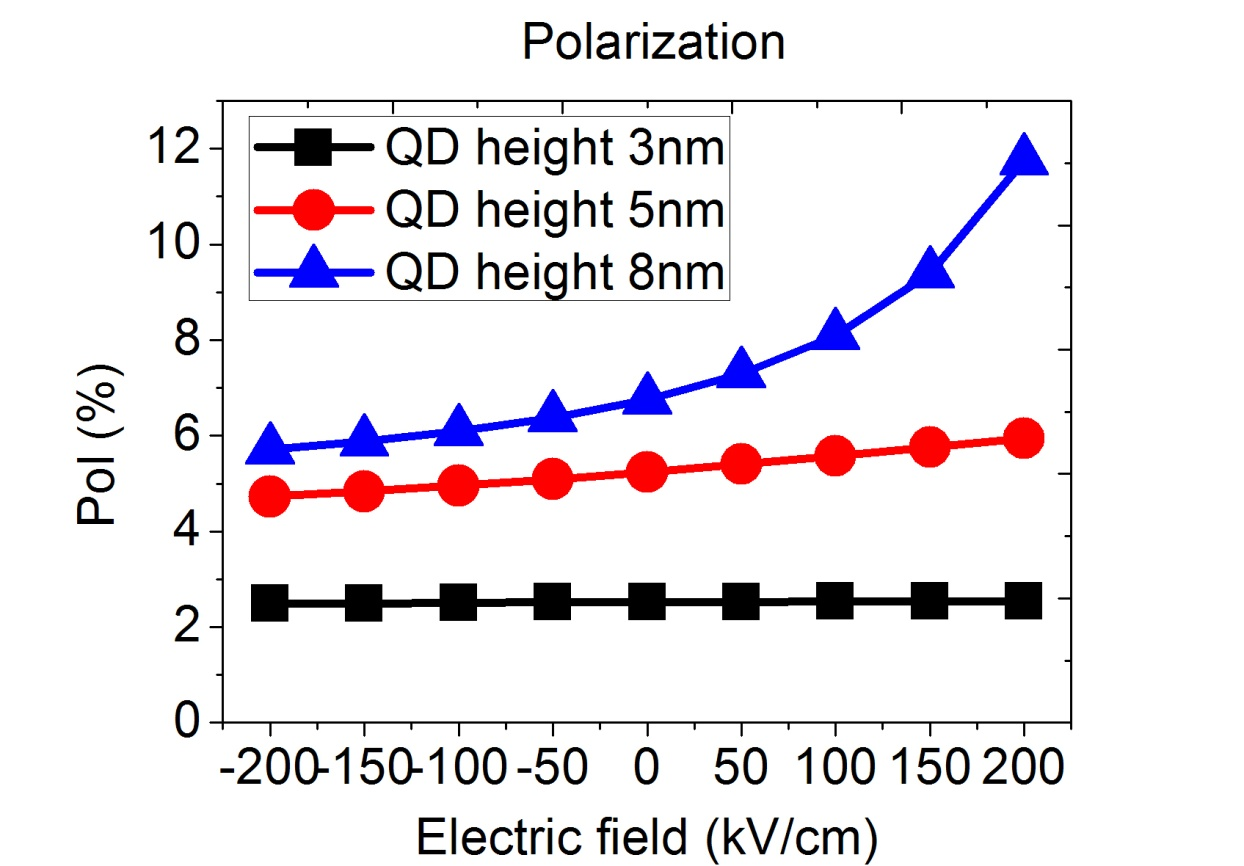 Polarization
QD height 3nm
QD height 5nm
QD height 8nm
12
10
8
6
4
2
0
Pol (%)
-200 -150 -100 -50 0 50 100 150 200
Electric field (kV/cm)